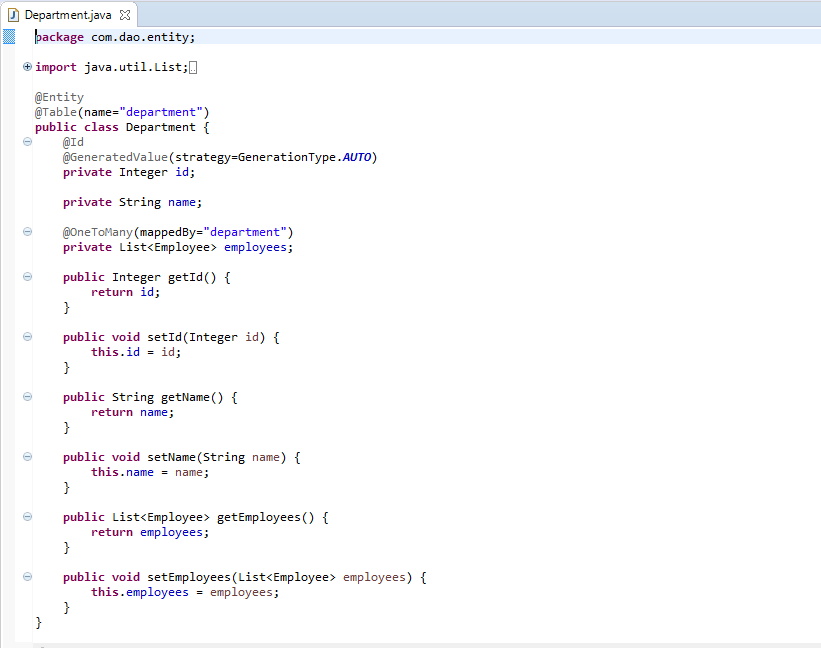 Department.java
package com.dao.entity;
import java.util.List;
@Entity
@Table(name="department")
public class Department {
    @Id
    @GeneratedValue(strategy=GenerationType.AUTO)
    private Integer id;
    private String name;
    @OneToMany(mappedBy="department")
    private List<Employee> employees;
    public Integer getId() {
        return id;
    }
    public void setId(Integer id) {
        this.id = id;
    }
    public String getName() {
        return name;
    }
    public void setName(String name) {
        this.name = name;
    }
    public List<Employee> getEmployees() {
        return employees;
    }
    public void setEmployees(List<Employee> employees) {
        this.employees = employees;
    }
}